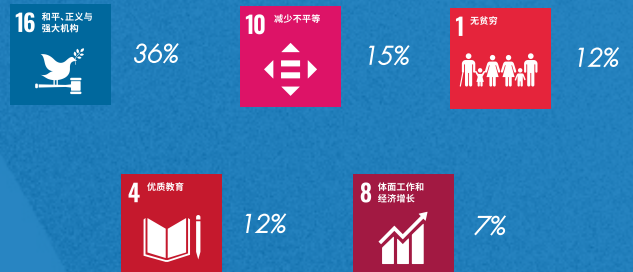 16 和平、正义与
强大机构
36%
10 减少不平等
15%
1 无贫穷
12%
4 优质教育
12%
8 体面工作和
经济增长
7%